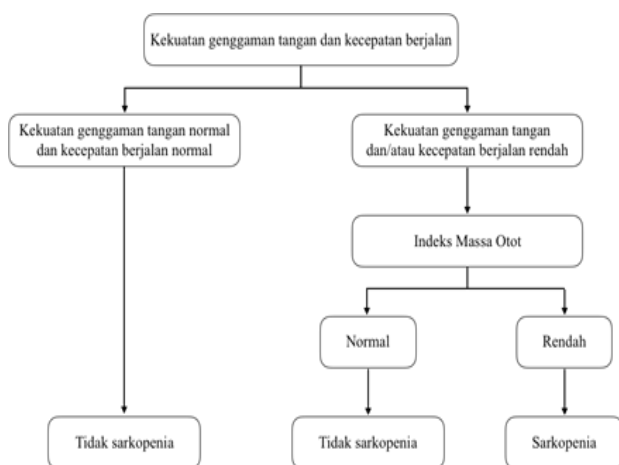 Kekuatan genggaman tangan dan kecepatan berjalan
Kekuatan genggaman tangan normal
dan kecepatan berjalan normal
Kekuatan genggaman tangan
dan/atau kecepatan berjalan rendah
Indeks Massa Otot
Normal
Rendah
Tidak sarkopenia
Tidak sarkopenia
Sarkopenia